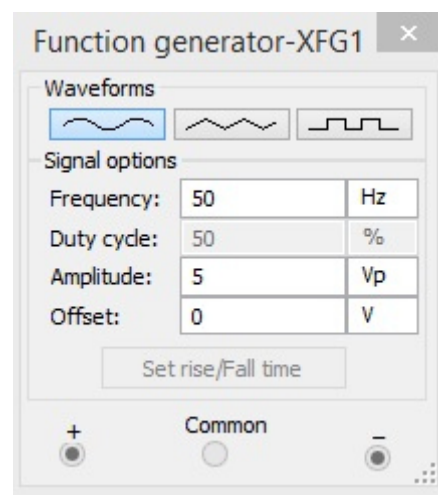 Function generator-XFG1 ×
Waveforms
Signal options
Frequency: 50 Hz
Duty cycle: 50 %
Amplitude: 5 Vp
Offset: 0 V
Set rise/Fall time
+ Common −